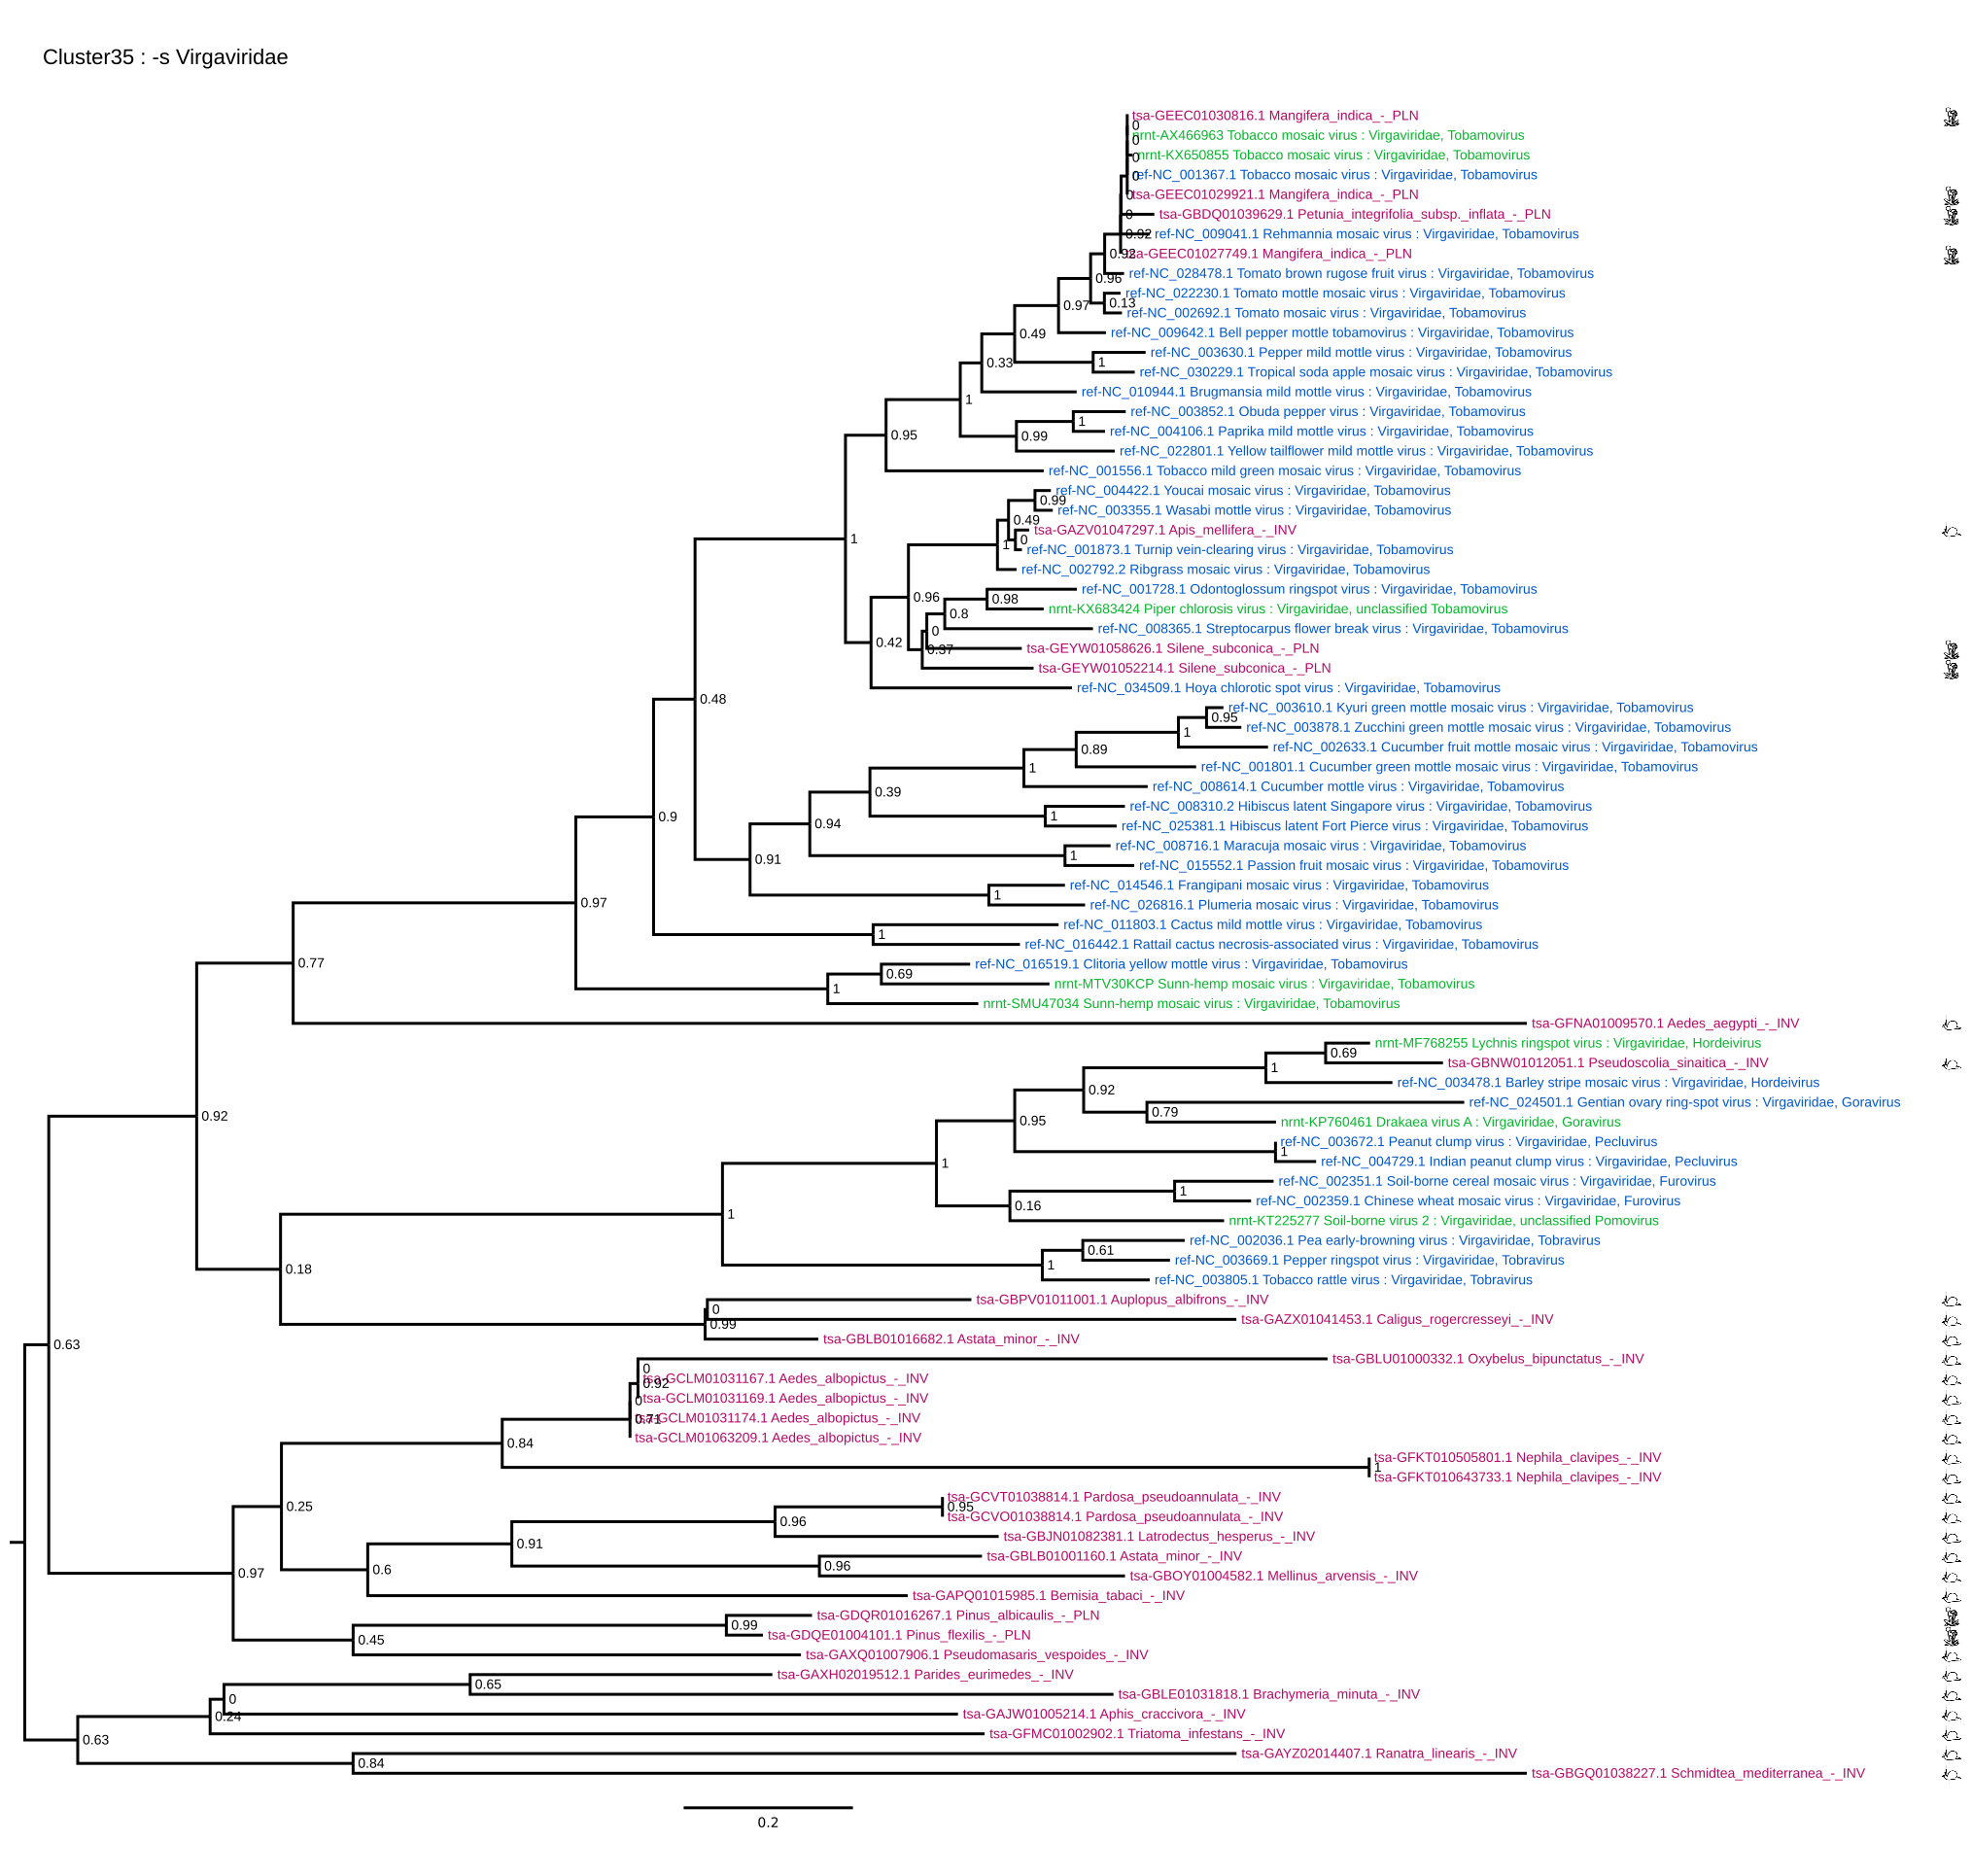 Cluster35 : -s Virgaviridae
tsa-GEEC01030816.1 Mangifera_indica_-_PLN
0
nrnt-AX466963 Tobacco mosaic virus : Virgaviridae, Tobamovirus
0
nrnt-KX650855 Tobacco mosaic virus : Virgaviridae, Tobamovirus
0
ref-NC_001367.1 Tobacco mosaic virus : Virgaviridae, Tobamovirus
0
tsa-GEEC01029921.1 Mangifera_indica_-_PLN
0
tsa-GBDQ01039629.1 Petunia_integrifolia_subsp._inflata_-_PLN
0
ref-NC_009041.1 Rehmannia mosaic virus : Virgaviridae, Tobamovirus
0.92
tsa-GEEC01027749.1 Mangifera_indica_-_PLN
0.98
ref-NC_028478.1 Tomato brown rugose fruit virus : Virgaviridae, Tobamovirus
0.96
ref-NC_022230.1 Tomato mottle mosaic virus : Virgaviridae, Tobamovirus
0.13
ref-NC_002692.1 Tomato mosaic virus : Virgaviridae, Tobamovirus
0.97
ref-NC_009642.1 Bell pepper mottle tobamovirus : Virgaviridae, Tobamovirus
0.49
ref-NC_003630.1 Pepper mild mottle virus : Virgaviridae, Tobamovirus
1
ref-NC_030229.1 Tropical soda apple mosaic virus : Virgaviridae, Tobamovirus
0.33
ref-NC_010944.1 Brugmansia mild mottle virus : Virgaviridae, Tobamovirus
1
ref-NC_003852.1 Obuda pepper virus : Virgaviridae, Tobamovirus
1
ref-NC_004106.1 Paprika mild mottle virus : Virgaviridae, Tobamovirus
0.99
ref-NC_022801.1 Yellow tailflower mild mottle virus : Virgaviridae, Tobamovirus
0.95
ref-NC_001556.1 Tobacco mild green mosaic virus : Virgaviridae, Tobamovirus
ref-NC_004422.1 Youcai mosaic virus : Virgaviridae, Tobamovirus
0.99
ref-NC_003355.1 Wasabi mottle virus : Virgaviridae, Tobamovirus
0.49
tsa-GAZV01047297.1 Apis_mellifera_-_INV
0
1
1
ref-NC_001873.1 Turnip vein-clearing virus : Virgaviridae, Tobamovirus
ref-NC_002792.2 Ribgrass mosaic virus : Virgaviridae, Tobamovirus
ref-NC_001728.1 Odontoglossum ringspot virus : Virgaviridae, Tobamovirus
0.96
0.98
nrnt-KX683424 Piper chlorosis virus : Virgaviridae, unclassified Tobamovirus
0.8
ref-NC_008365.1 Streptocarpus flower break virus : Virgaviridae, Tobamovirus
0
0.42
tsa-GEYW01058626.1 Silene_subconica_-_PLN
0.37
tsa-GEYW01052214.1 Silene_subconica_-_PLN
ref-NC_034509.1 Hoya chlorotic spot virus : Virgaviridae, Tobamovirus
0.48
ref-NC_003610.1 Kyuri green mottle mosaic virus : Virgaviridae, Tobamovirus
0.95
ref-NC_003878.1 Zucchini green mottle mosaic virus : Virgaviridae, Tobamovirus
1
ref-NC_002633.1 Cucumber fruit mottle mosaic virus : Virgaviridae, Tobamovirus
0.89
ref-NC_001801.1 Cucumber green mottle mosaic virus : Virgaviridae, Tobamovirus
1
ref-NC_008614.1 Cucumber mottle virus : Virgaviridae, Tobamovirus
0.39
ref-NC_008310.2 Hibiscus latent Singapore virus : Virgaviridae, Tobamovirus
0.9
1
ref-NC_025381.1 Hibiscus latent Fort Pierce virus : Virgaviridae, Tobamovirus
0.94
ref-NC_008716.1 Maracuja mosaic virus : Virgaviridae, Tobamovirus
1
0.91
ref-NC_015552.1 Passion fruit mosaic virus : Virgaviridae, Tobamovirus
ref-NC_014546.1 Frangipani mosaic virus : Virgaviridae, Tobamovirus
1
0.97
ref-NC_026816.1 Plumeria mosaic virus : Virgaviridae, Tobamovirus
ref-NC_011803.1 Cactus mild mottle virus : Virgaviridae, Tobamovirus
1
ref-NC_016442.1 Rattail cactus necrosis-associated virus : Virgaviridae, Tobamovirus
0.77
ref-NC_016519.1 Clitoria yellow mottle virus : Virgaviridae, Tobamovirus
0.69
nrnt-MTV30KCP Sunn-hemp mosaic virus : Virgaviridae, Tobamovirus
1
nrnt-SMU47034 Sunn-hemp mosaic virus : Virgaviridae, Tobamovirus
tsa-GFNA01009570.1 Aedes_aegypti_-_INV
nrnt-MF768255 Lychnis ringspot virus : Virgaviridae, Hordeivirus
0.69
tsa-GBNW01012051.1 Pseudoscolia_sinaitica_-_INV
1
ref-NC_003478.1 Barley stripe mosaic virus : Virgaviridae, Hordeivirus
0.92
ref-NC_024501.1 Gentian ovary ring-spot virus : Virgaviridae, Goravirus
0.79
0.92
nrnt-KP760461 Drakaea virus A : Virgaviridae, Goravirus
0.95
ref-NC_003672.1 Peanut clump virus : Virgaviridae, Pecluvirus
1
ref-NC_004729.1 Indian peanut clump virus : Virgaviridae, Pecluvirus
1
ref-NC_002351.1 Soil-borne cereal mosaic virus : Virgaviridae, Furovirus
1
ref-NC_002359.1 Chinese wheat mosaic virus : Virgaviridae, Furovirus
0.16
1
nrnt-KT225277 Soil-borne virus 2 : Virgaviridae, unclassified Pomovirus
ref-NC_002036.1 Pea early-browning virus : Virgaviridae, Tobravirus
0.61
ref-NC_003669.1 Pepper ringspot virus : Virgaviridae, Tobravirus
0.18
1
ref-NC_003805.1 Tobacco rattle virus : Virgaviridae, Tobravirus
tsa-GBPV01011001.1 Auplopus_albifrons_-_INV
0
tsa-GAZX01041453.1 Caligus_rogercresseyi_-_INV
0.99
tsa-GBLB01016682.1 Astata_minor_-_INV
0.63
tsa-GBLU01000332.1 Oxybelus_bipunctatus_-_INV
0
tsa-GCLM01031167.1 Aedes_albopictus_-_INV
0.92
tsa-GCLM01031169.1 Aedes_albopictus_-_INV
0
tsa-GCLM01031174.1 Aedes_albopictus_-_INV
0.71
tsa-GCLM01063209.1 Aedes_albopictus_-_INV
0.84
tsa-GFKT010505801.1 Nephila_clavipes_-_INV
1
tsa-GFKT010643733.1 Nephila_clavipes_-_INV
tsa-GCVT01038814.1 Pardosa_pseudoannulata_-_INV
0.25
0.95
tsa-GCVO01038814.1 Pardosa_pseudoannulata_-_INV
0.96
tsa-GBJN01082381.1 Latrodectus_hesperus_-_INV
0.91
tsa-GBLB01001160.1 Astata_minor_-_INV
0.96
0.6
tsa-GBOY01004582.1 Mellinus_arvensis_-_INV
0.97
tsa-GAPQ01015985.1 Bemisia_tabaci_-_INV
tsa-GDQR01016267.1 Pinus_albicaulis_-_PLN
0.99
tsa-GDQE01004101.1 Pinus_flexilis_-_PLN
0.45
tsa-GAXQ01007906.1 Pseudomasaris_vespoides_-_INV
tsa-GAXH02019512.1 Parides_eurimedes_-_INV
0.65
tsa-GBLE01031818.1 Brachymeria_minuta_-_INV
0
tsa-GAJW01005214.1 Aphis_craccivora_-_INV
0.24
tsa-GFMC01002902.1 Triatoma_infestans_-_INV
0.63
tsa-GAYZ02014407.1 Ranatra_linearis_-_INV
0.84
tsa-GBGQ01038227.1 Schmidtea_mediterranea_-_INV
0.2